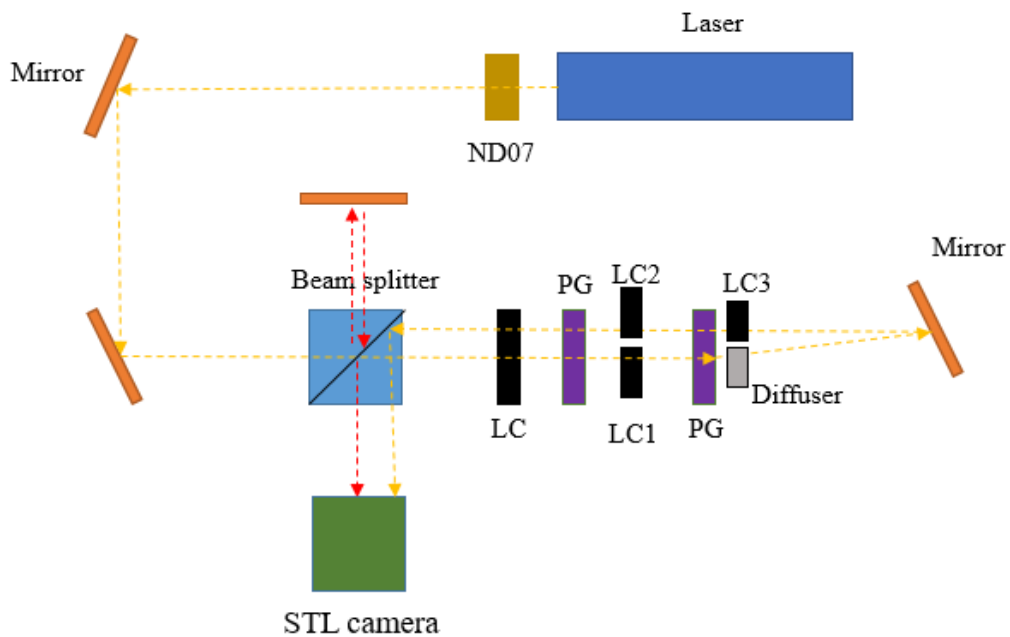 Laser
Mirror
ND07
Mirror
Beam splitter
PG
LC2
LC3
Diffuser
LC
LC1
PG
STL camera